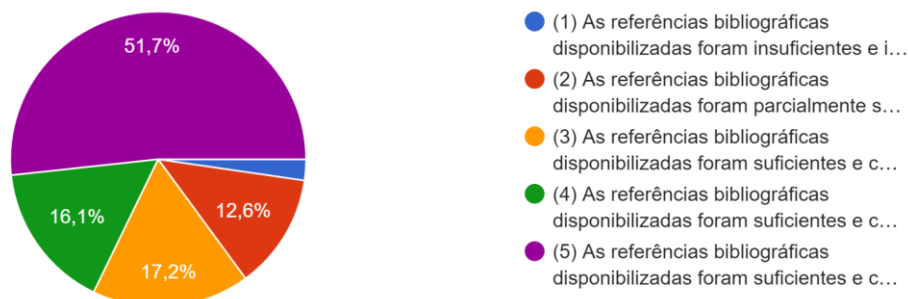 51,7%
16,1%
17,2%
12,6%
(1) As referências bibliográficas
disponibilizadas foram insuficientes e i…
(2) As referências bibliográficas
disponibilizadas foram parcialmente s…
(3) As referências bibliográficas
disponibilizadas foram suficientes e c…
(4) As referências bibliográficas
disponibilizadas foram suficientes e c…
(5) As referências bibliográficas
disponibilizadas foram suficientes e c…